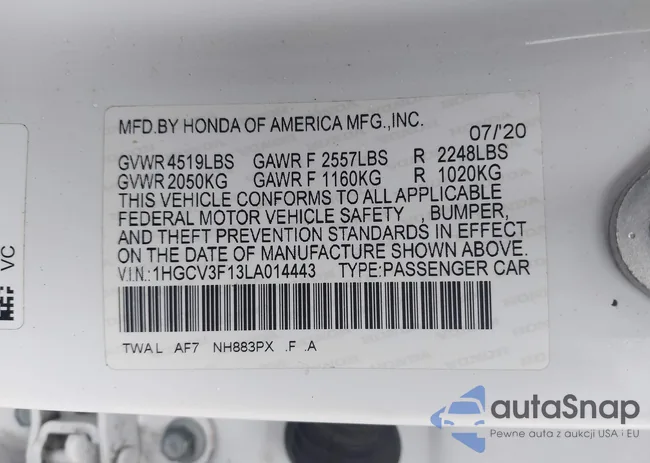 MFD.BY HONDA OF AMERICA MFG.,INC. 07/'20
GVWR 4519LBS GAWR F 2557LBS R 2248LBS
GVWR 2050KG GAWR F 1160KG R 1020KG
THIS VEHICLE CONFORMS TO ALL APPLICABLE
FEDERAL MOTOR VEHICLE SAFETY , BUMPER,
AND THEFT PREVENTION STANDARDS IN EFFECT
ON THE DATE OF MANUFACTURE SHOWN ABOVE.
V.I.N.:1HGCV3F13LA014443 TYPE:PASSENGER CAR
TWAL AF7 NH883PX .F .A
VC
autaSnap
Pewne auta z aukcji USA i EU